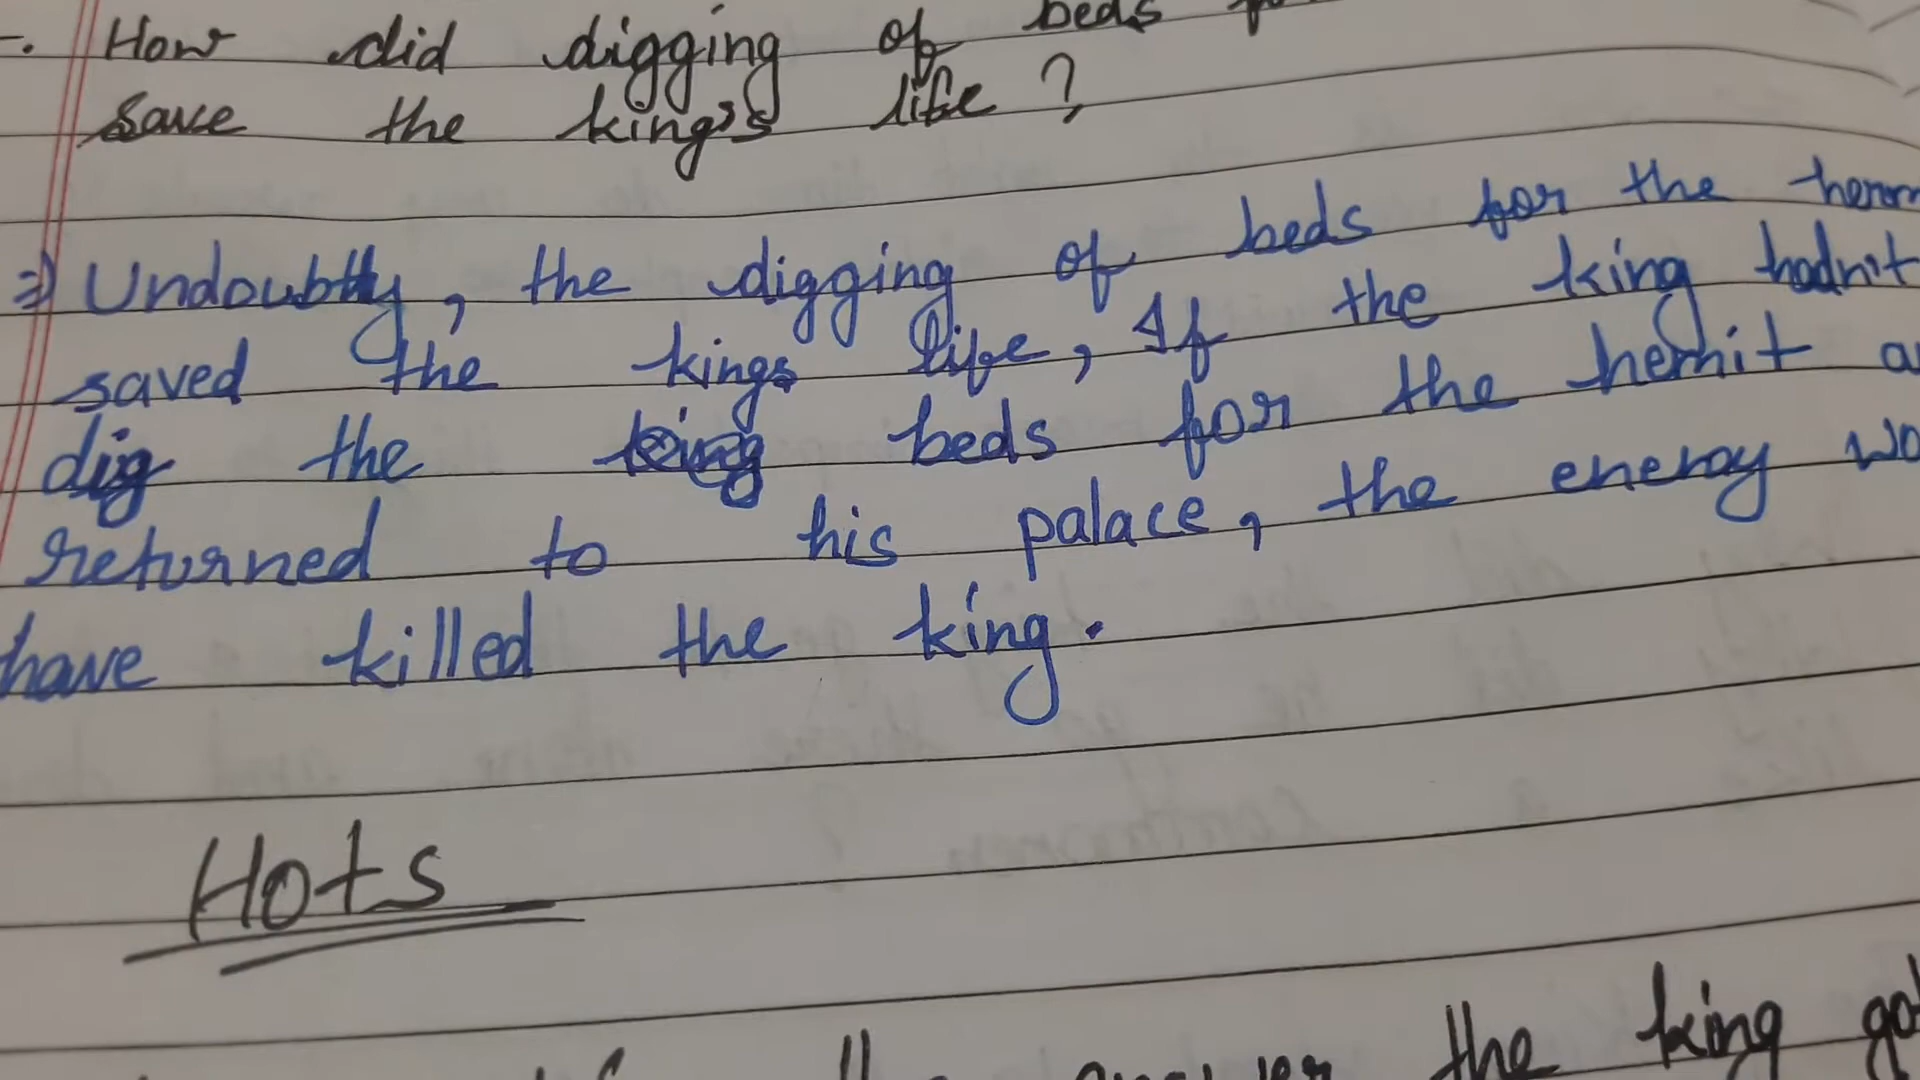 How did digging of beds
save the king's life ?
=> Undoubtly, the digging of beds for the
saved the kings life, If the king hadn't
dig the beds for the hermit
returned to his palace, the enemy
have killed the king.
Hots
the king